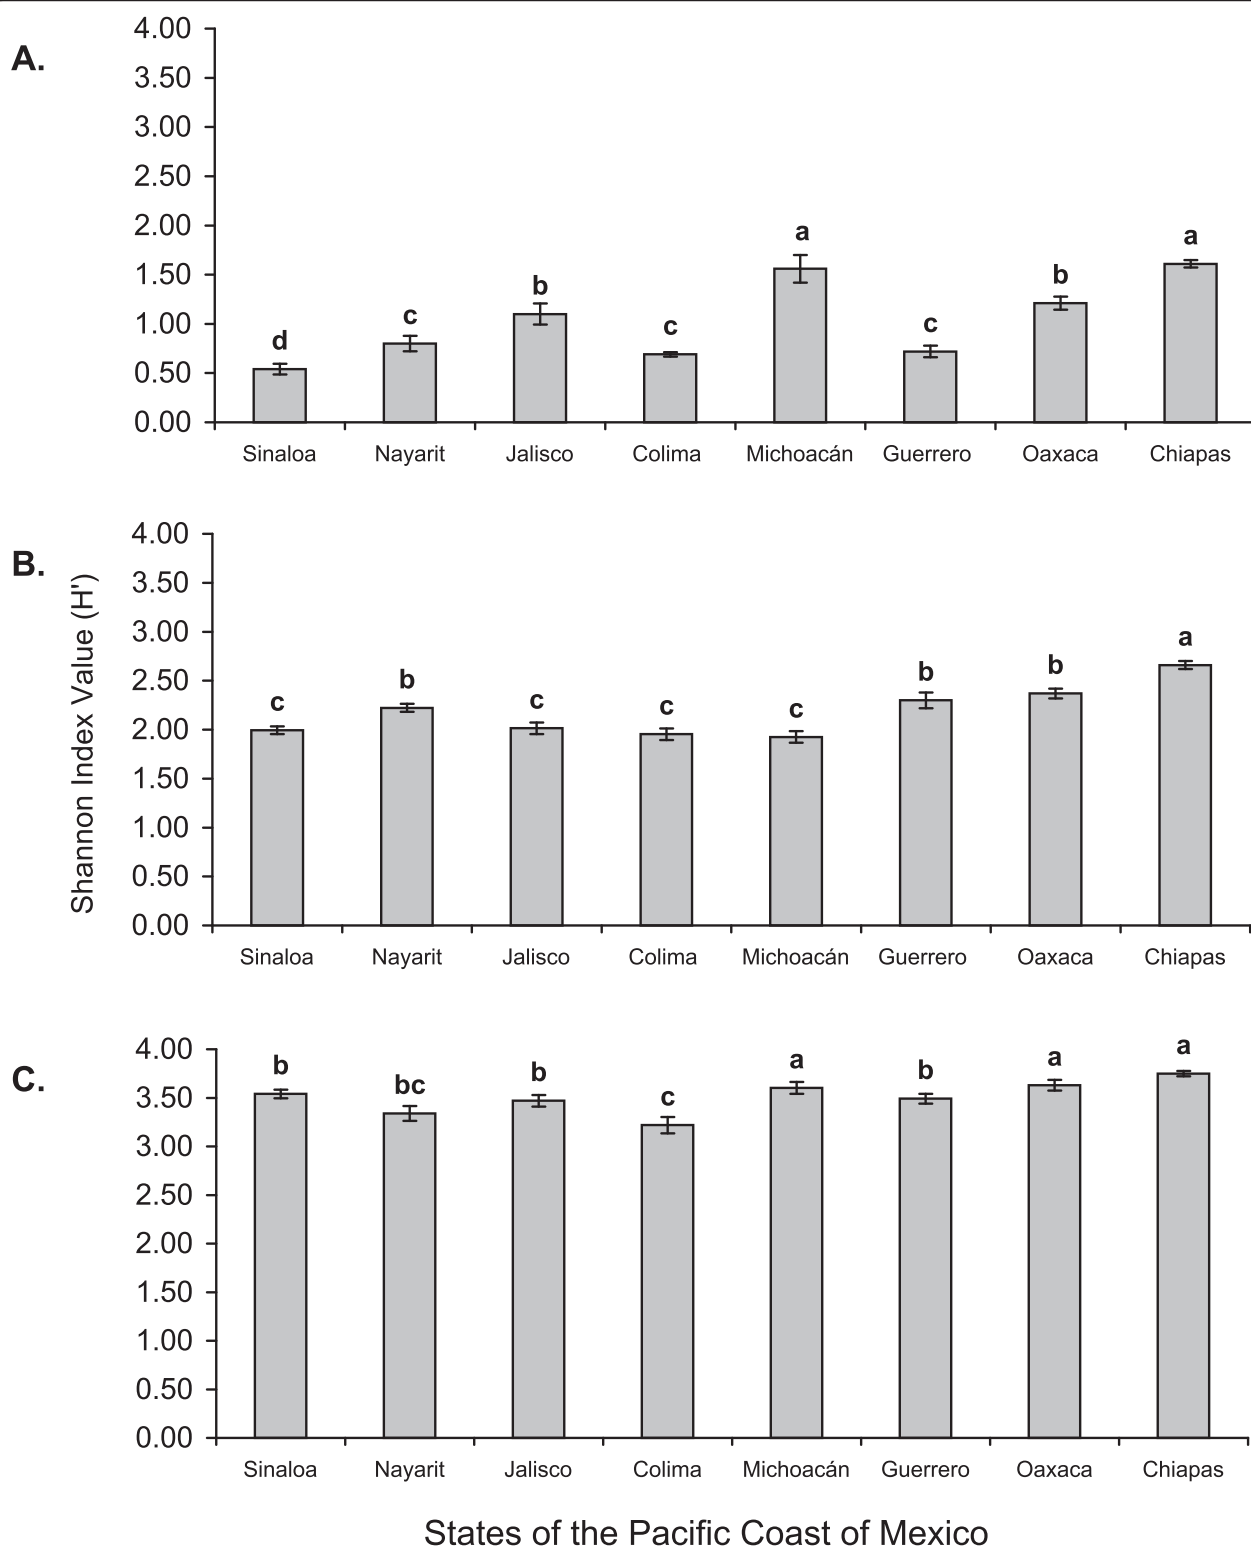 A.
4.00
3.50
3.00
2.50
2.00
1.50
1.00
0.50
0.00
d c b c a c b a
Sinaloa Nayarit Jalisco Colima Michoacán Guerrero Oaxaca Chiapas
B.
Shannon Index Value (H')
4.00
3.50
3.00
2.50
2.00
1.50
1.00
0.50
0.00
c b c c c b b a
Sinaloa Nayarit Jalisco Colima Michoacán Guerrero Oaxaca Chiapas
C.
4.00
3.50
3.00
2.50
2.00
1.50
1.00
0.50
0.00
b bc b c a b a a
Sinaloa Nayarit Jalisco Colima Michoacán Guerrero Oaxaca Chiapas
States of the Pacific Coast of Mexico